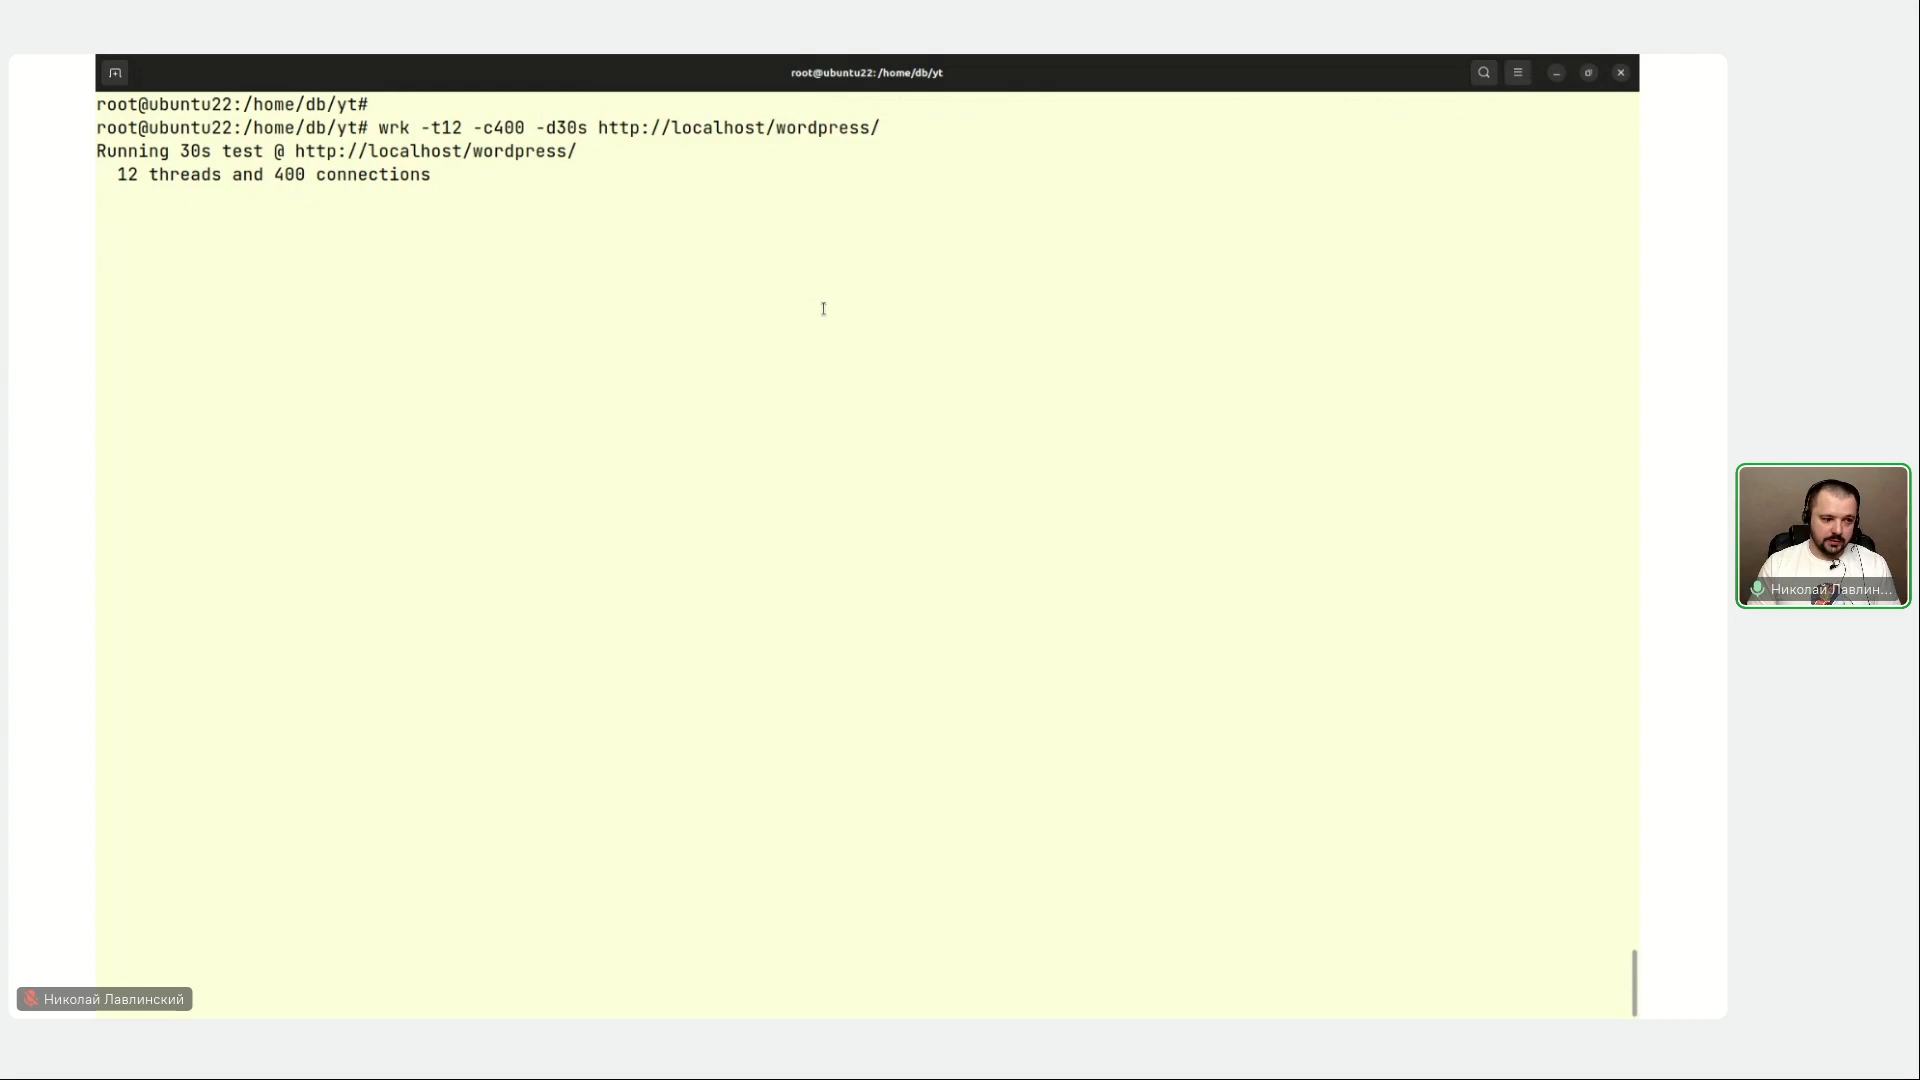 root@ubuntu22: /home/db/yt
root@ubuntu22:/home/db/yt#
root@ubuntu22:/home/db/yt# wrk -t12 -c400 -d30s http://localhost/wordpress/
Running 30s test @ http://localhost/wordpress/
  12 threads and 400 connections
Николай Лавлин...
Николай Лавлинский